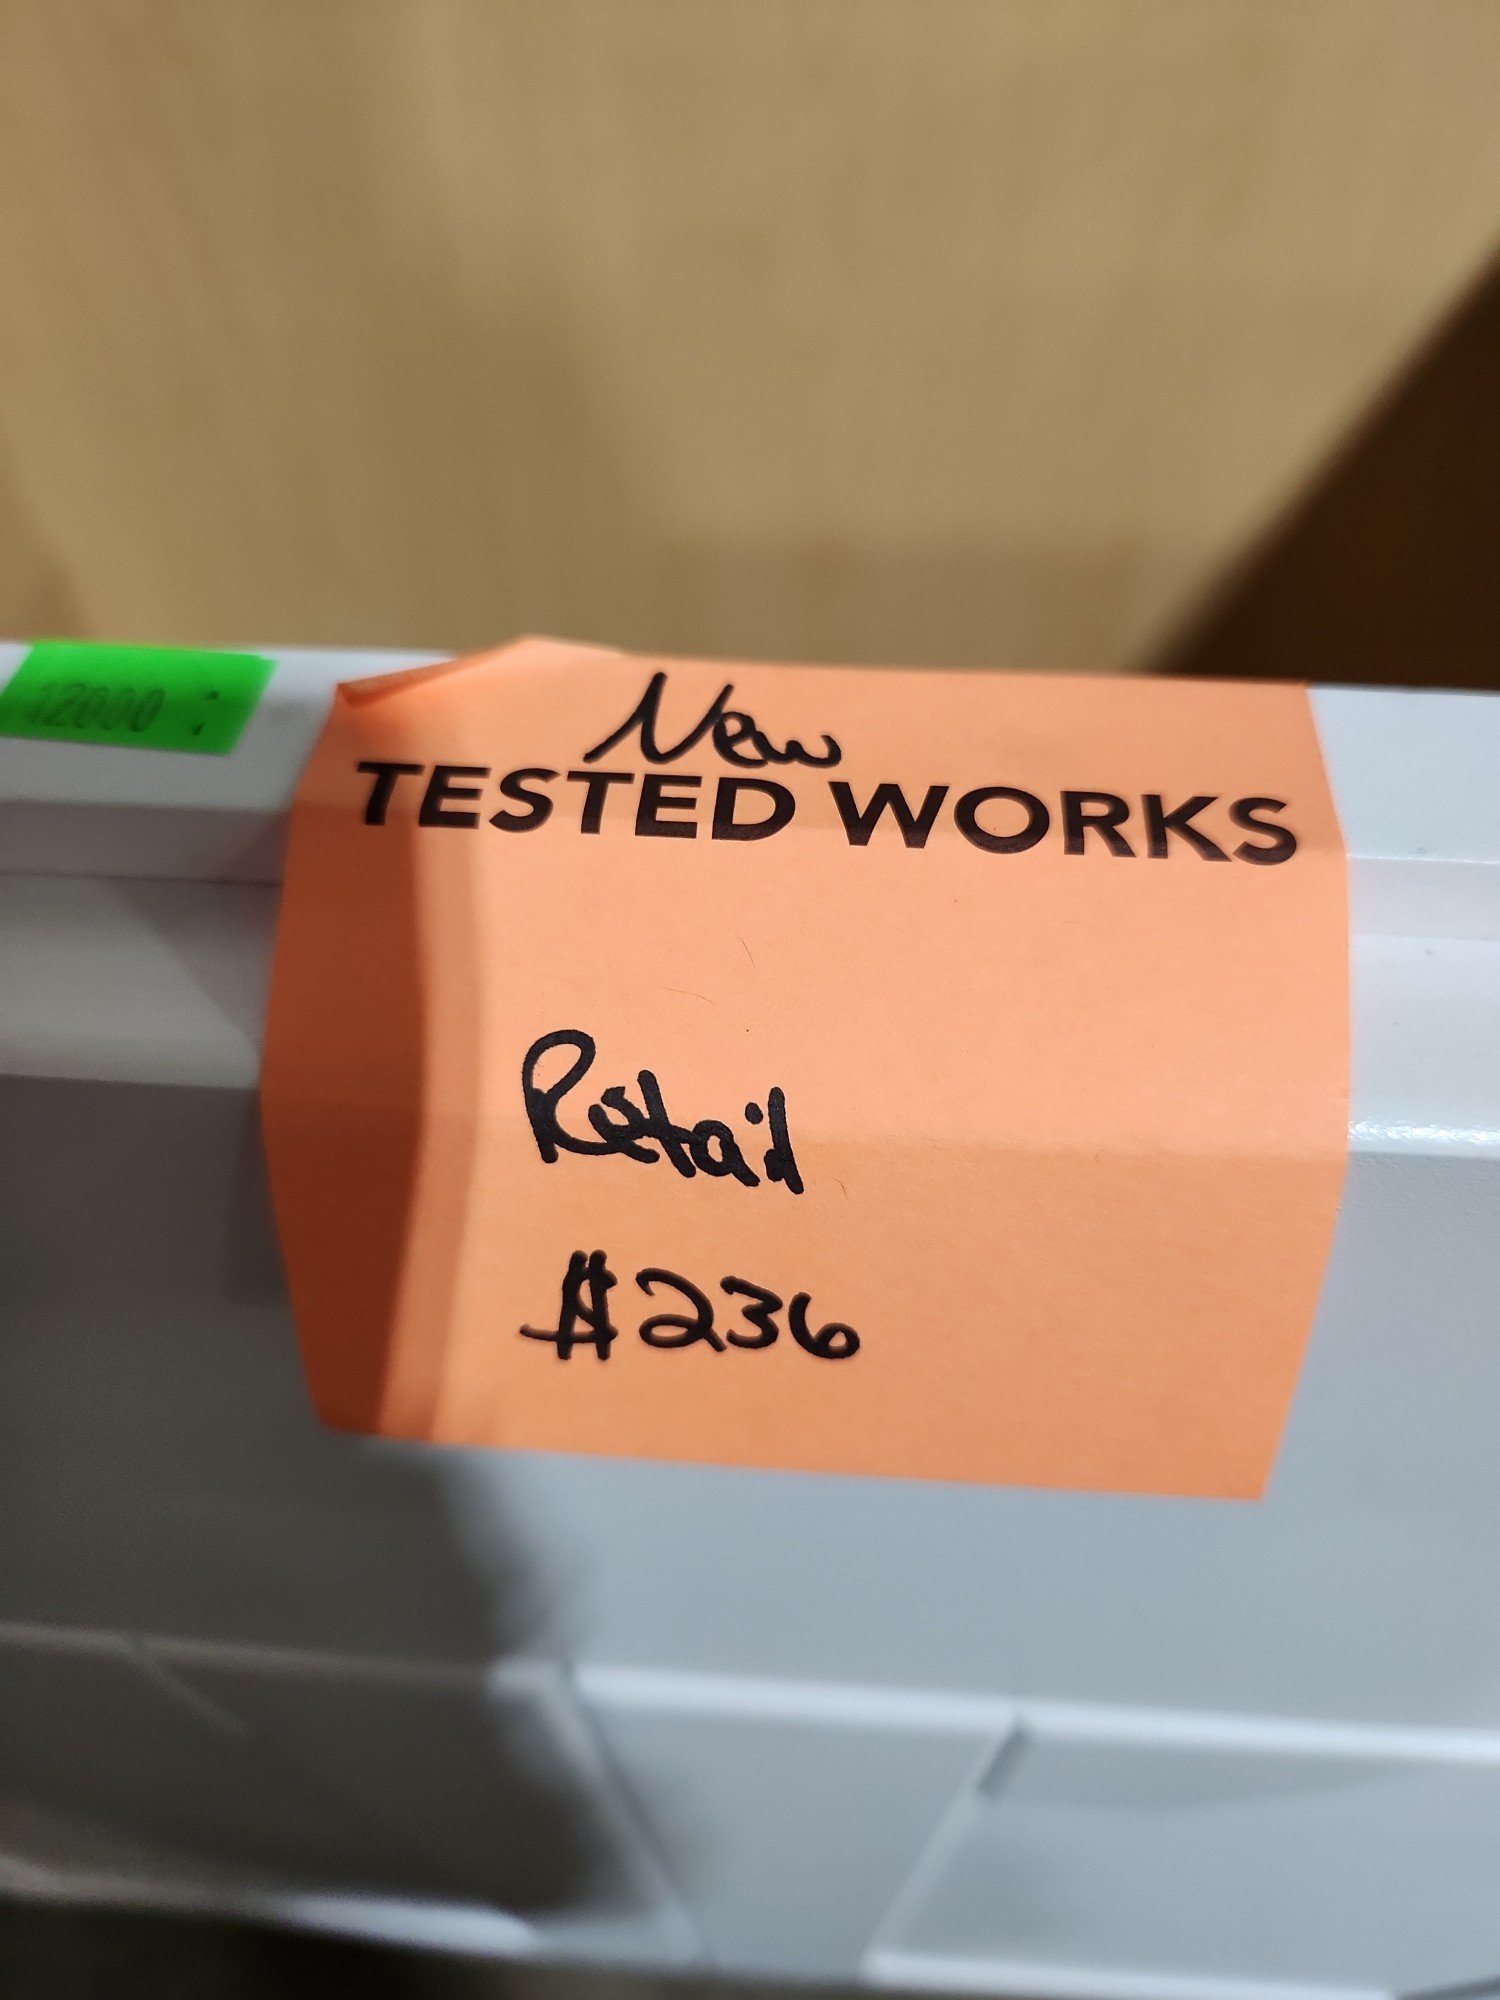 New
TESTED WORKS
Retail
$236